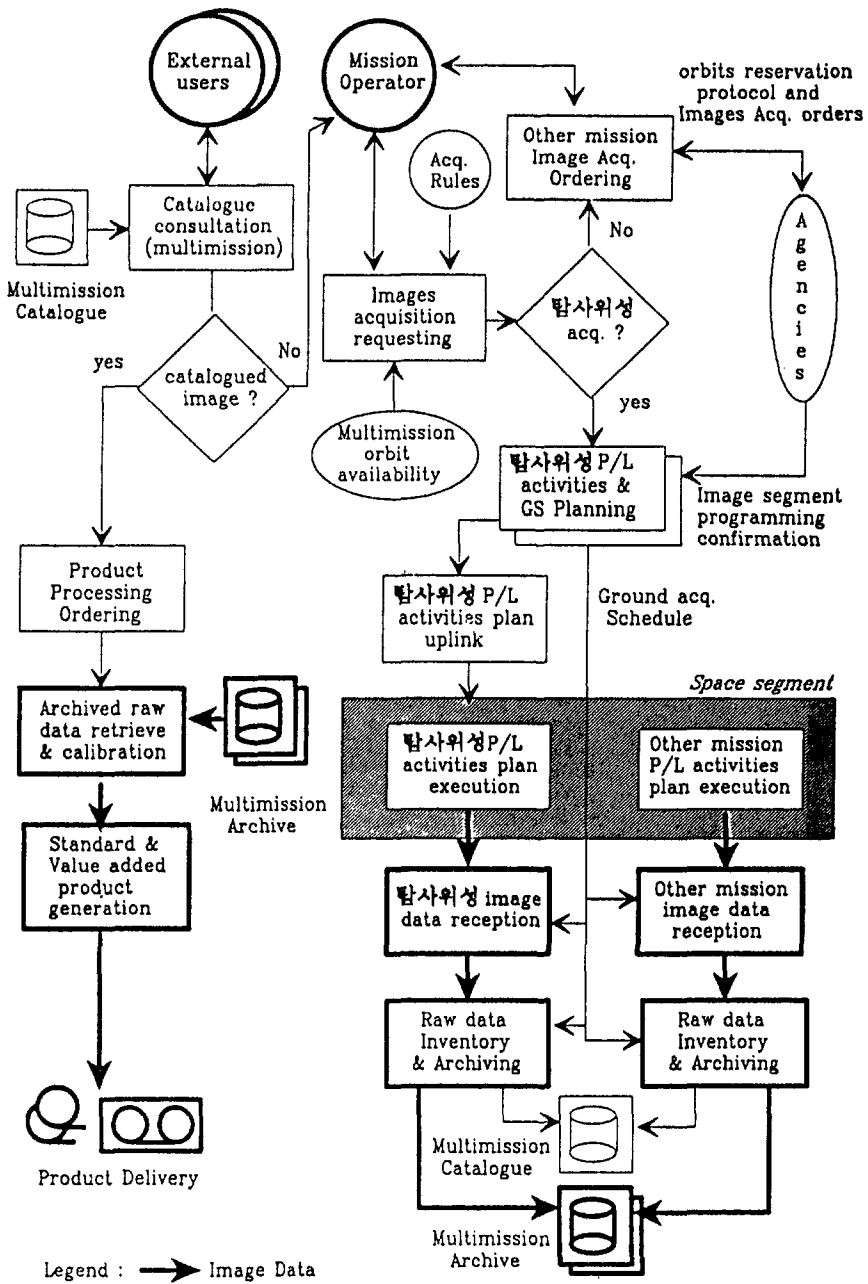 External
users
Mission
Operator
orbits reservation
protocol and
Images Acq. orders
Acq.
Rules
Other mission
Image Acq.
Ordering
Catalogue
consultation
(multimission)
Multimission
Catalogue
No
Agencies
Images
acquisition
requesting
탐사위성
acq. ?
yes
No
catalogued
image ?
yes
Multimission
orbit
availability
탐사위성 P/L
activities &
GS Planning
Image segment
programming
confirmation
Product
Processing
Ordering
탐사위성 P/L
activities plan
uplink
Ground acq.
Schedule
Space segment
Archived raw
data retrieve
& calibration
Multimission
Archive
탐사위성 P/L
activities plan
execution
Other mission
P/L activities
plan execution
Standard &
Value added
product
generation
탐사위성 image
data reception
Other mission
image data
reception
Raw data
Inventory
& Archiving
Raw data
Inventory
& Archiving
Multimission
Catalogue
Product Delivery
Multimission
Archive
Legend : Image Data